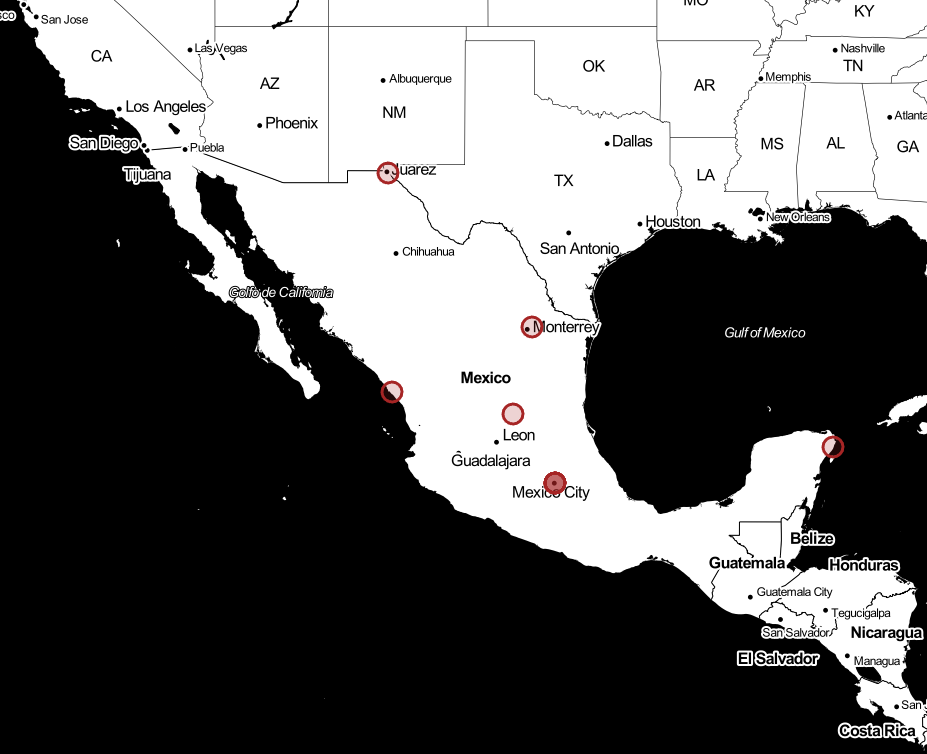 MO
KY
sco
San Jose
Las Vegas
Nashville
CA
TN
OK
AZ
Albuquerque
Memphis
AR
Los Angeles
NM
Atlanta
Phoenix
San Diego
Dallas
MS
AL
GA
Puebla
Juarez
Tijuana
TX
LA
New Orleans
Houston
San Antonio
Chihuahua
Golfo de California
Monterrey
Gulf of Mexico
Mexico
Leon
Guadalajara
Mexico City
Belize
Guatemala
Honduras
Guatemala City
Tegucigalpa
San Salvador
Nicaragua
El Salvador
Managua
San
Costa Rica